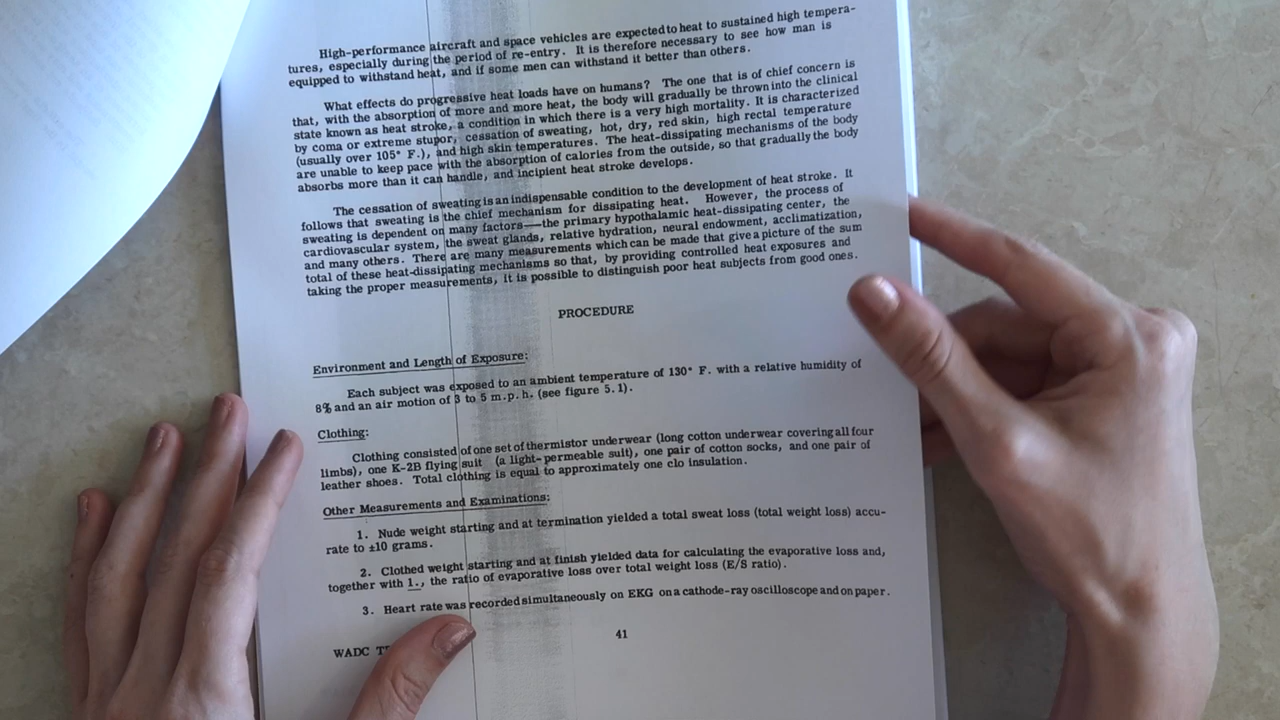 High-performance aircraft and space vehicles are expected to heat to sustained high tempera-
tures, especially during the period of re-entry. It is therefore necessary to see how man is
equipped to withstand heat, and if some men can withstand it better than others.
What effects do progressive heat loads have on humans? The one that is of chief concern is
that, with the absorption of more and more heat, the body will gradually be thrown into the clinical
state known as heat stroke, a condition in which there is a very high mortality. It is characterized
by coma or extreme stupor, cessation of sweating, hot, dry, red skin, high rectal temperature
(usually over 105° F.), and high skin temperatures. The heat-dissipating mechanisms of the body
are unable to keep pace with the absorption of calories from the outside, so that gradually the body
absorbs more than it can handle, and incipient heat stroke develops.
The cessation of sweating is an indispensable condition to the development of heat stroke. It
follows that sweating is the chief mechanism for dissipating heat. However, the process of
sweating is dependent on many factors—the primary hypothalamic heat-dissipating center, the
cardiovascular system, the sweat glands, relative hydration, neural endowment, acclimatization,
and many others. There are many measurements which can be made that give a picture of the sum
total of these heat-dissipating mechanisms so that, by providing controlled heat exposures and
taking the proper measurements, it is possible to distinguish poor heat subjects from good ones.
PROCEDURE
Environment and Length of Exposure:
Each subject was exposed to an ambient temperature of 130° F. with a relative humidity of
8% and an air motion of 3 to 5 m.p.h. (see figure 5.1).
Clothing:
Clothing consisted of one set of thermistor underwear (long cotton underwear covering all four
limbs), one K-2B flying suit (a light-permeable suit), one pair of cotton socks, and one pair of
leather shoes. Total clothing is equal to approximately one clo insulation.
Other Measurements and Examinations:
1. Nude weight starting and at termination yielded a total sweat loss (total weight loss) accu-
rate to ±10 grams.
2. Clothed weight starting and at finish yielded data for calculating the evaporative loss and,
together with 1., the ratio of evaporative loss over total weight loss (E/S ratio).
3. Heart rate was recorded simultaneously on EKG on a cathode-ray oscilloscope and on paper.
41
WADC